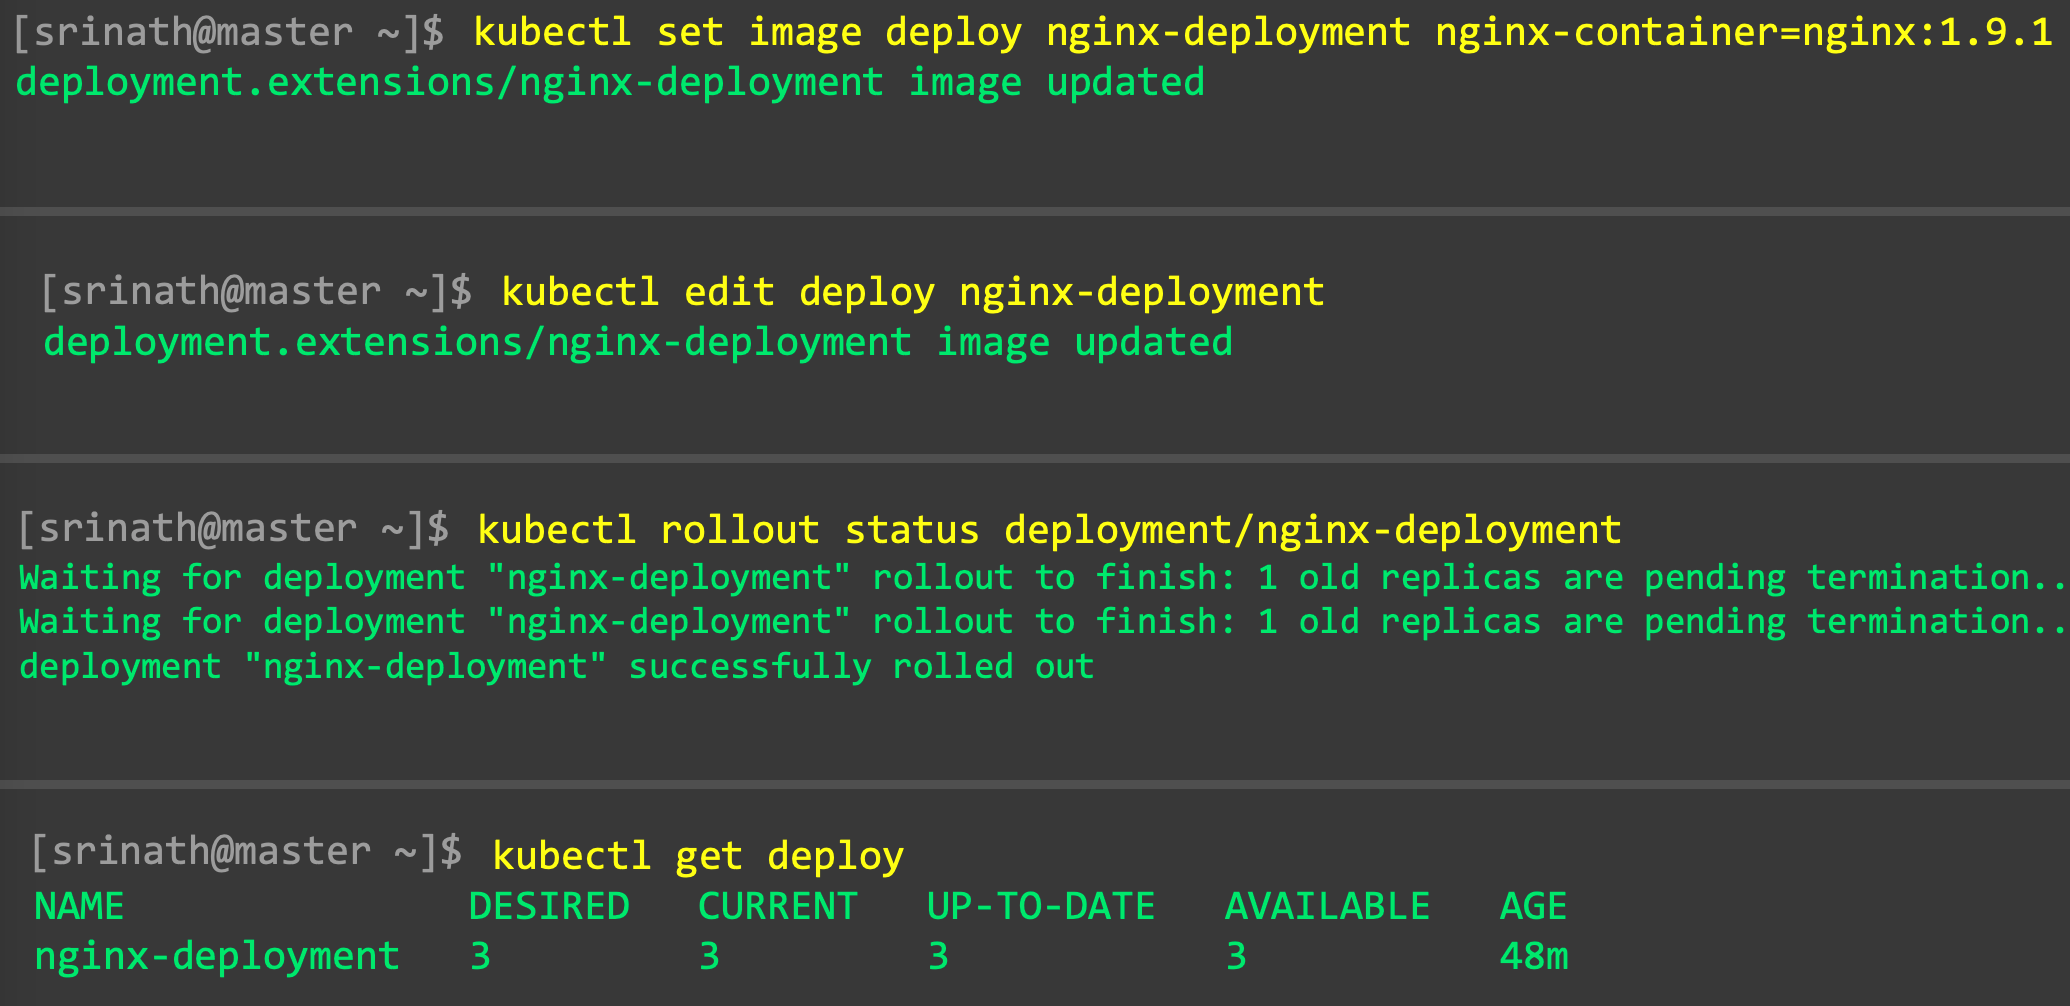 [srinath@master ~]$ kubectl set image deploy nginx-deployment nginx-container=nginx:1.9.1
deployment.extensions/nginx-deployment image updated
[srinath@master ~]$ kubectl edit deploy nginx-deployment
deployment.extensions/nginx-deployment image updated
[srinath@master ~]$ kubectl rollout status deployment/nginx-deployment
Waiting for deployment "nginx-deployment" rollout to finish: 1 old replicas are pending termination..
Waiting for deployment "nginx-deployment" rollout to finish: 1 old replicas are pending termination..
deployment "nginx-deployment" successfully rolled out
[srinath@master ~]$ kubectl get deploy
NAME DESIRED CURRENT UP-TO-DATE AVAILABLE AGE
nginx-deployment 3 3 3 3 48m